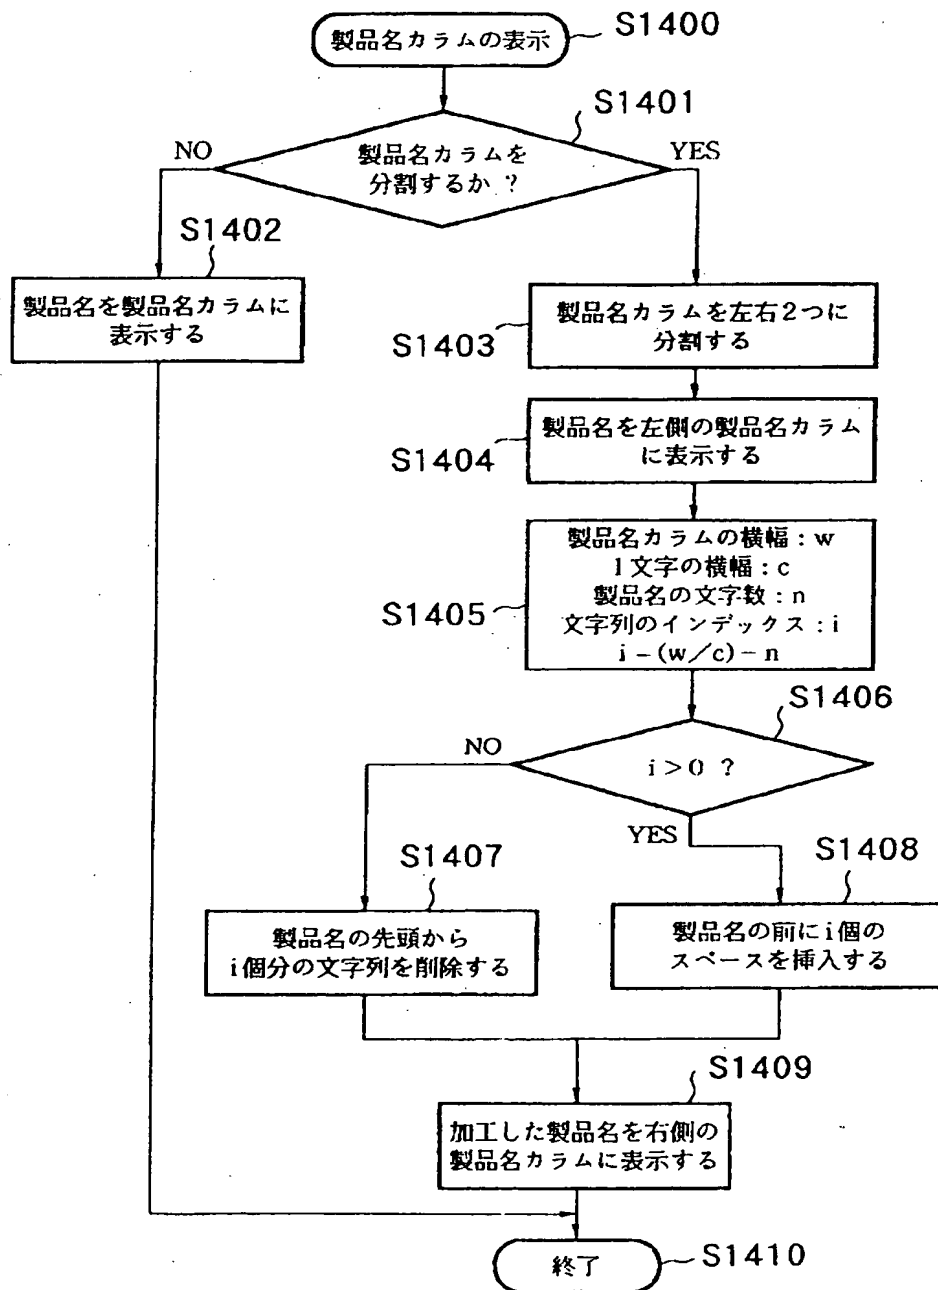 製品名カラムの表示
S1400
S1401
製品名カラムを
分割するか ?
NO
YES
S1402
製品名を製品名カラムに
表示する
S1403
製品名カラムを左右2つに
分割する
S1404
製品名を左側の製品名カラム
に表示する
S1405
製品名カラムの横幅 : w
1文字の横幅 : c
製品名の文字数 : n
文字列のインデックス : i
i - (w/c) - n
S1406
i > 0 ?
NO
YES
S1407
製品名の先頭から
i個分の文字列を削除する
S1408
製品名の前にi個の
スペースを挿入する
S1409
加工した製品名を右側の
製品名カラムに表示する
終了
S1410